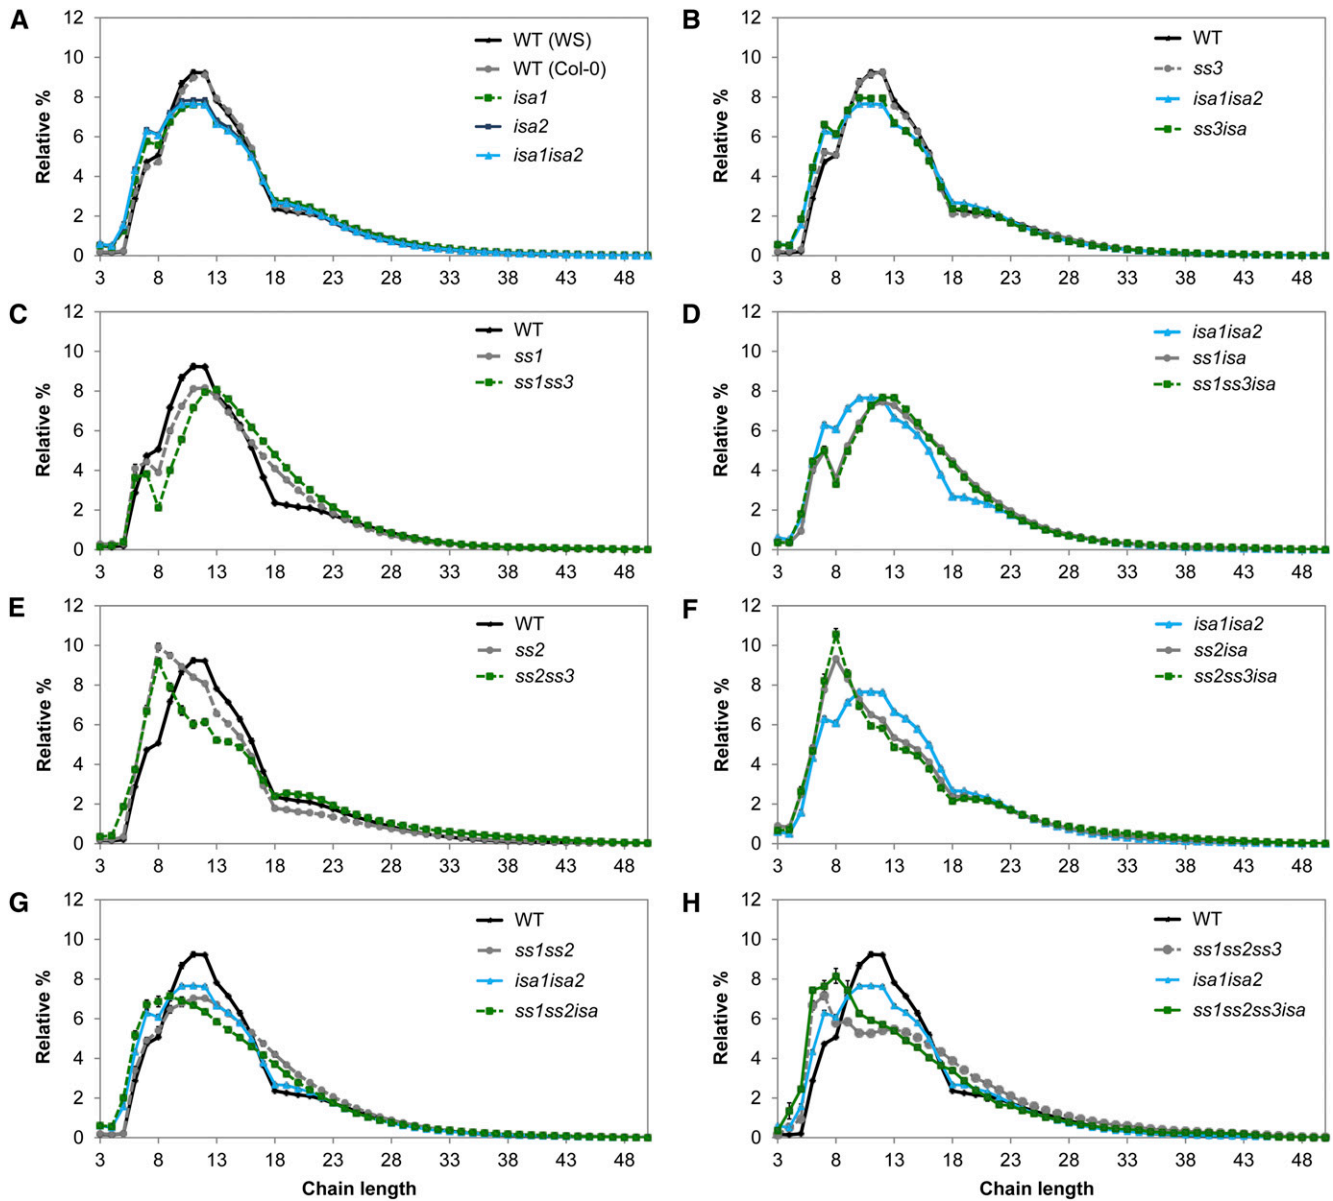 A
12
10
8
6
4
2
0
Relative %
3 8 13 18 23 28 33 38 43 48
WT (WS)
WT (Col-0)
isa1
isa2
isa1isa2
B
12
10
8
6
4
2
0
Relative %
3 8 13 18 23 28 33 38 43 48
WT
ss3
isa1isa2
ss3isa
C
12
10
8
6
4
2
0
Relative %
3 8 13 18 23 28 33 38 43 48
WT
ss1
ss1ss3
D
12
10
8
6
4
2
0
Relative %
3 8 13 18 23 28 33 38 43 48
isa1isa2
ss1isa
ss1ss3isa
E
12
10
8
6
4
2
0
Relative %
3 8 13 18 23 28 33 38 43 48
WT
ss2
ss2ss3
F
12
10
8
6
4
2
0
Relative %
3 8 13 18 23 28 33 38 43 48
isa1isa2
ss2isa
ss2ss3isa
G
12
10
8
6
4
2
0
Relative %
3 8 13 18 23 28 33 38 43 48
Chain length
WT
ss1ss2
isa1isa2
ss1ss2isa
H
12
10
8
6
4
2
0
Relative %
3 8 13 18 23 28 33 38 43 48
Chain length
WT
ss1ss2ss3
isa1isa2
ss1ss2ss3isa